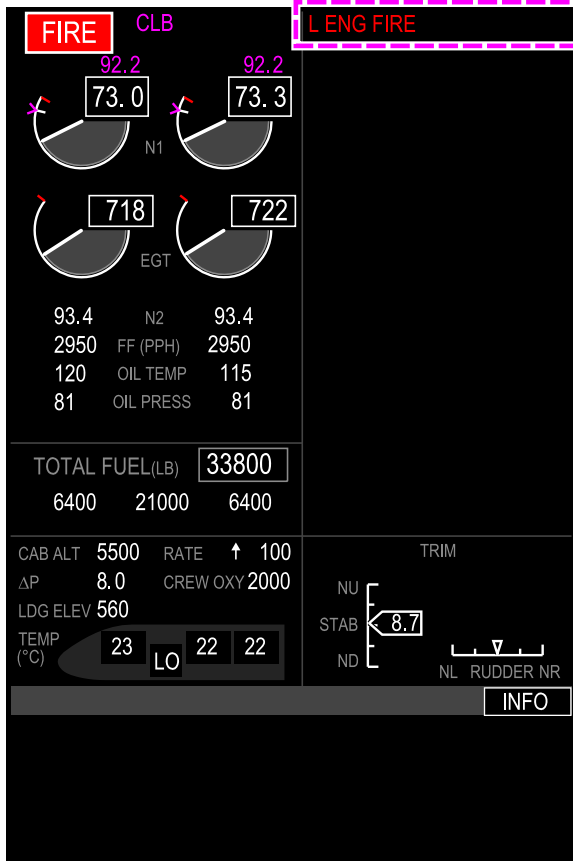 FIRE CLB L ENG FIRE
92.2 92.2
73.0 73.3
N1
718 722
EGT
93.4 N2 93.4
2950 FF (PPH) 2950
120 OIL TEMP 115
81 OIL PRESS 81
TOTAL FUEL(LB) 33800
6400 21000 6400
CAB ALT 5500 RATE ↑ 100
ΔP 8.0 CREW OXY 2000
LDG ELEV 560
TEMP (°C) 23 LO 22 22
TRIM
NU
STAB 8.7
ND
NL RUDDER NR
INFO